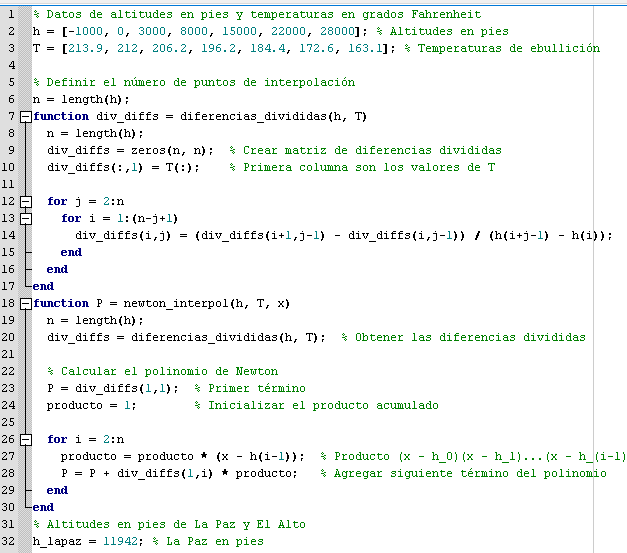 1 % Datos de altitudes en pies y temperaturas en grados Fahrenheit
2 h = [-1000, 0, 3000, 8000, 15000, 22000, 28000]; % Altitudes en pies
3 T = [213.9, 212, 206.2, 196.2, 184.4, 172.6, 163.1]; % Temperaturas de ebullición
4
5 % Definir el número de puntos de interpolación
6 n = length(h);
7 function div_diffs = diferencias_divididas(h, T)
8 n = length(h);
9 div_diffs = zeros(n, n); % Crear matriz de diferencias divididas
10 div_diffs(:,1) = T(:); % Primera columna son los valores de T
11
12 for j = 2:n
13 for i = 1:(n-j+1)
14 div_diffs(i,j) = (div_diffs(i+1,j-1) - div_diffs(i,j-1)) / (h(i+j-1) - h(i));
15 end
16 end
17 end
18 function P = newton_interpol(h, T, x)
19 n = length(h);
20 div_diffs = diferencias_divididas(h, T); % Obtener las diferencias divididas
21
22 % Calcular el polinomio de Newton
23 P = div_diffs(1,1); % Primer término
24 producto = 1; % Inicializar el producto acumulado
25
26 for i = 2:n
27 producto = producto * (x - h(i-1)); % Producto (x - h_0)(x - h_1)...(x - h_(i-1)
28 P = P + div_diffs(1,i) * producto; % Agregar siguiente término del polinomio
29 end
30 end
31 % Altitudes en pies de La Paz y El Alto
32 h_lapaz = 11942; % La Paz en pies